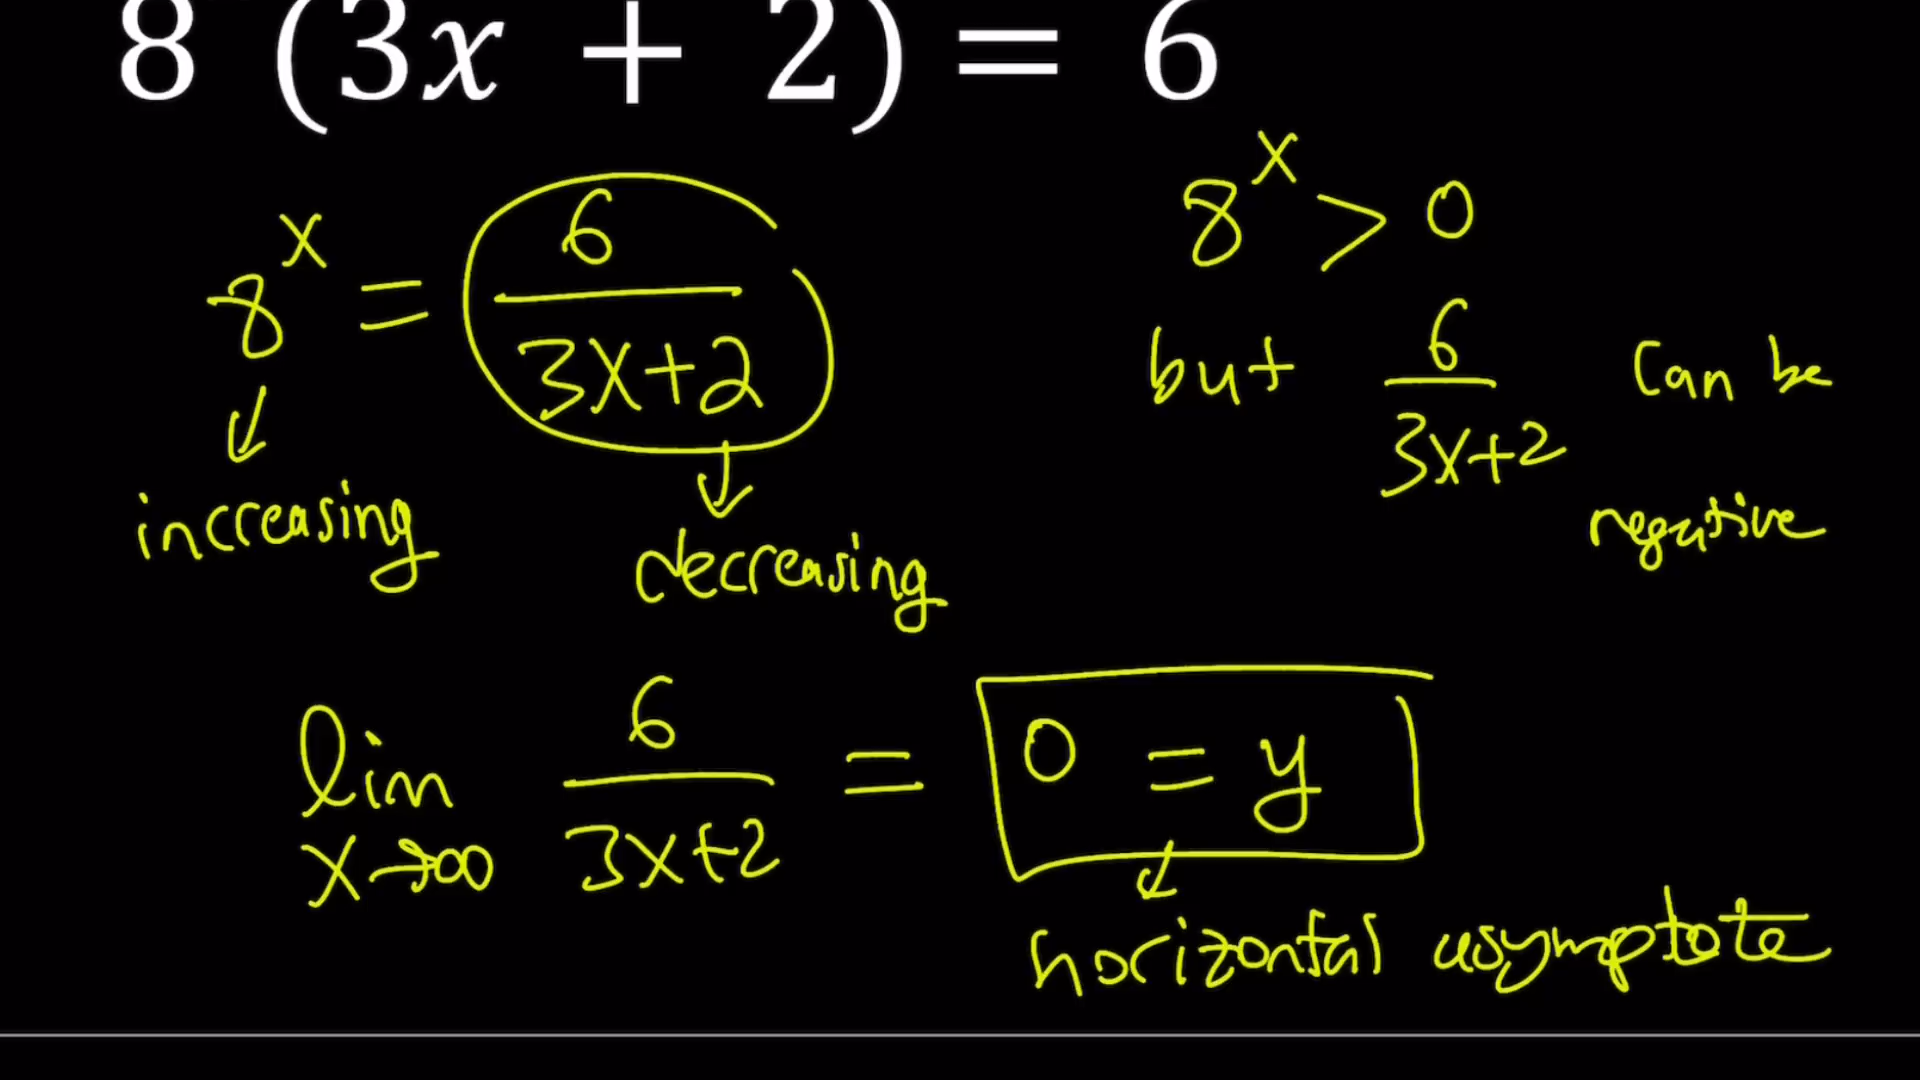 8 (3x + 2) = 6
8^x = 6/(3x+2)
8^x > 0
but 6/(3x+2) can be
negative
increasing
decreasing
lim x→∞ 6/(3x+2) = 0 = y
horizontal asymptote